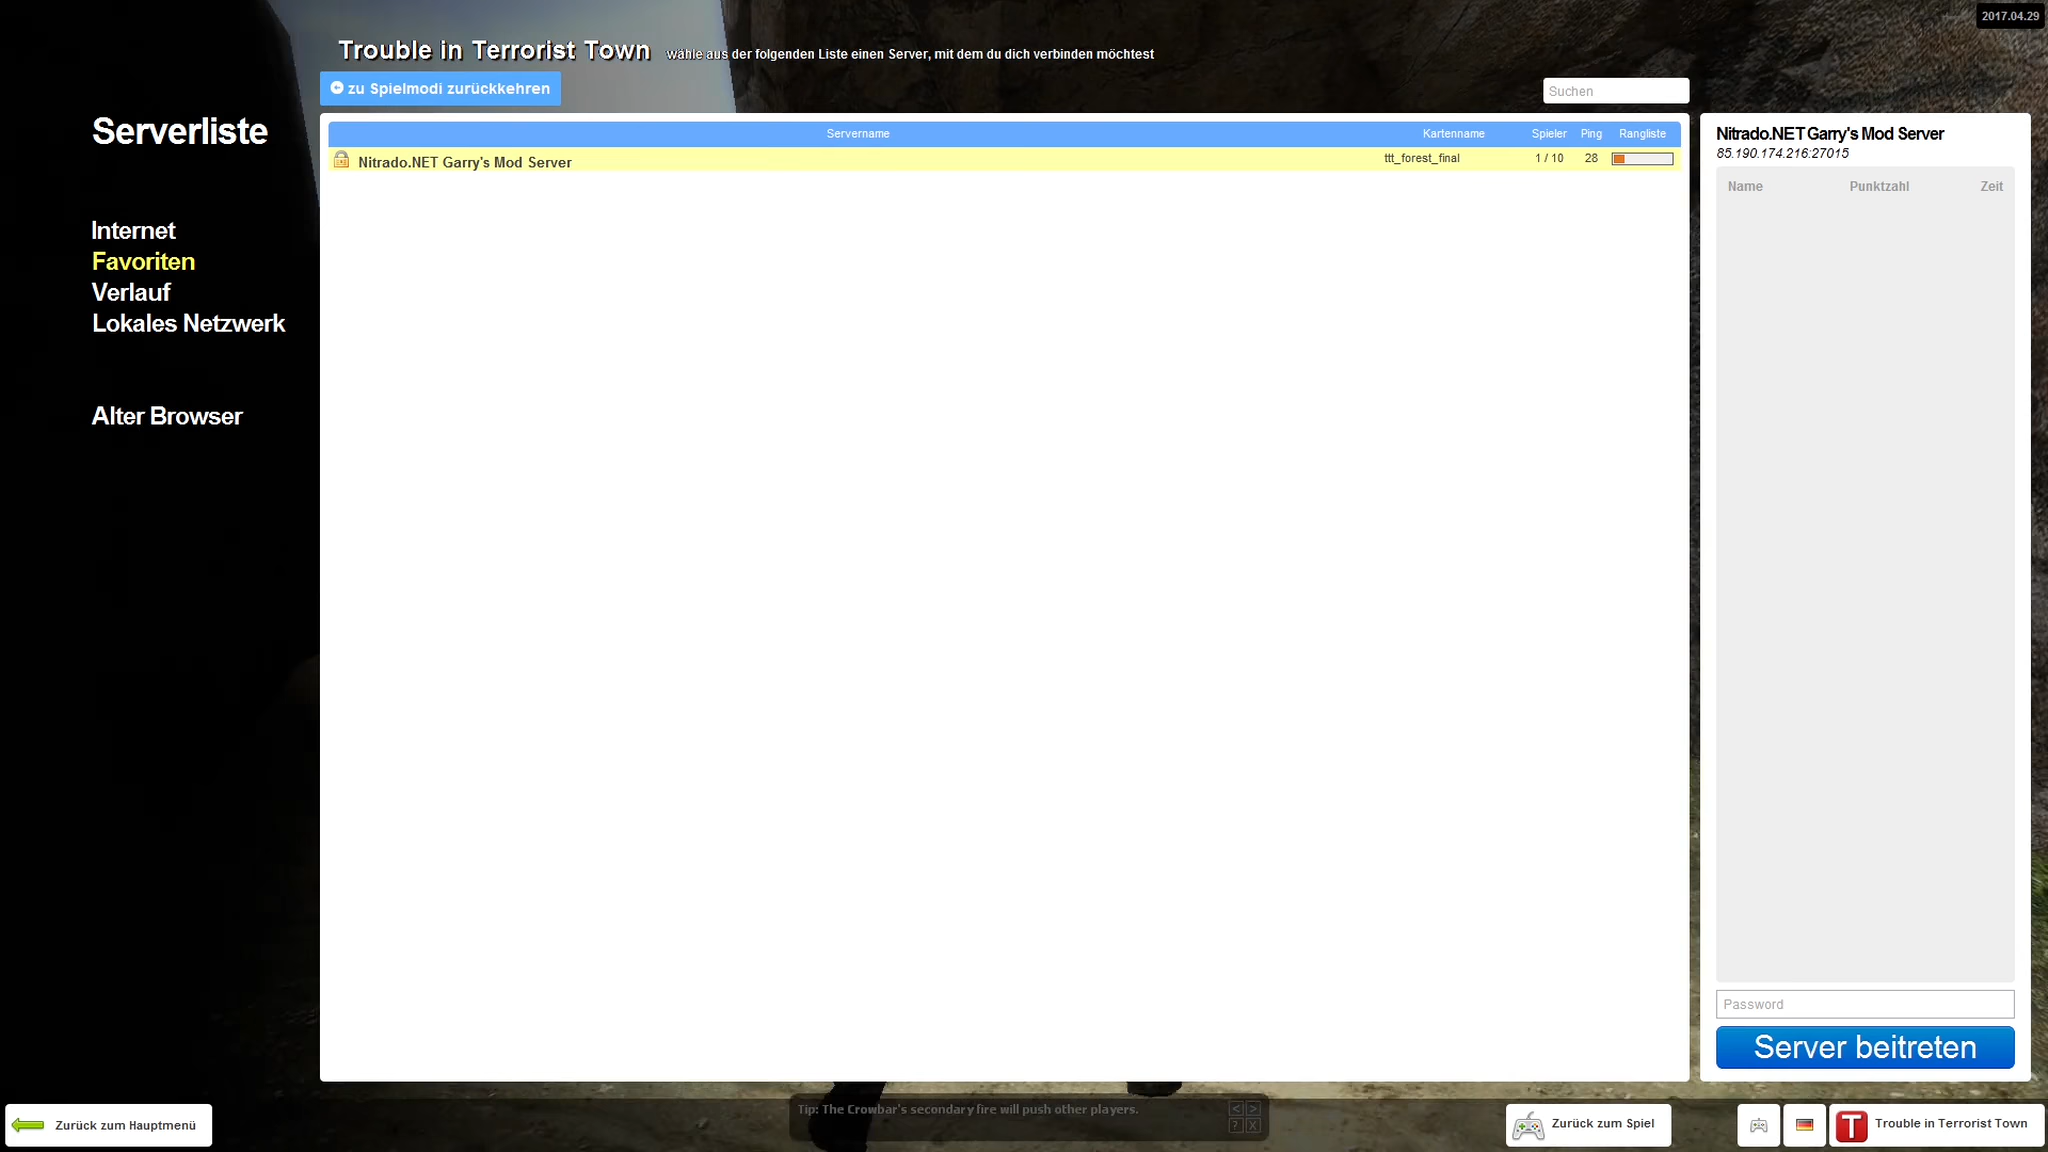 2017.04.29
Trouble in Terrorist Town wähle aus der folgenden Liste einen Server, mit dem du dich verbinden möchtest
zu Spielmodi zurückkehren
Suchen
Serverliste
Internet
Favoriten
Verlauf
Lokales Netzwerk
Alter Browser
Servername Kartenname Spieler Ping Rangliste
Nitrado.NET Garry's Mod Server ttt_forest_final 1 / 10 28
Nitrado.NET Garry's Mod Server
85.190.174.216:27015
Name Punktzahl Zeit
Password
Server beitreten
Tip: The Crowbar's secondary fire will push other players.
< >
? X
Zurück zum Hauptmenü
Zurück zum Spiel
T Trouble in Terrorist Town